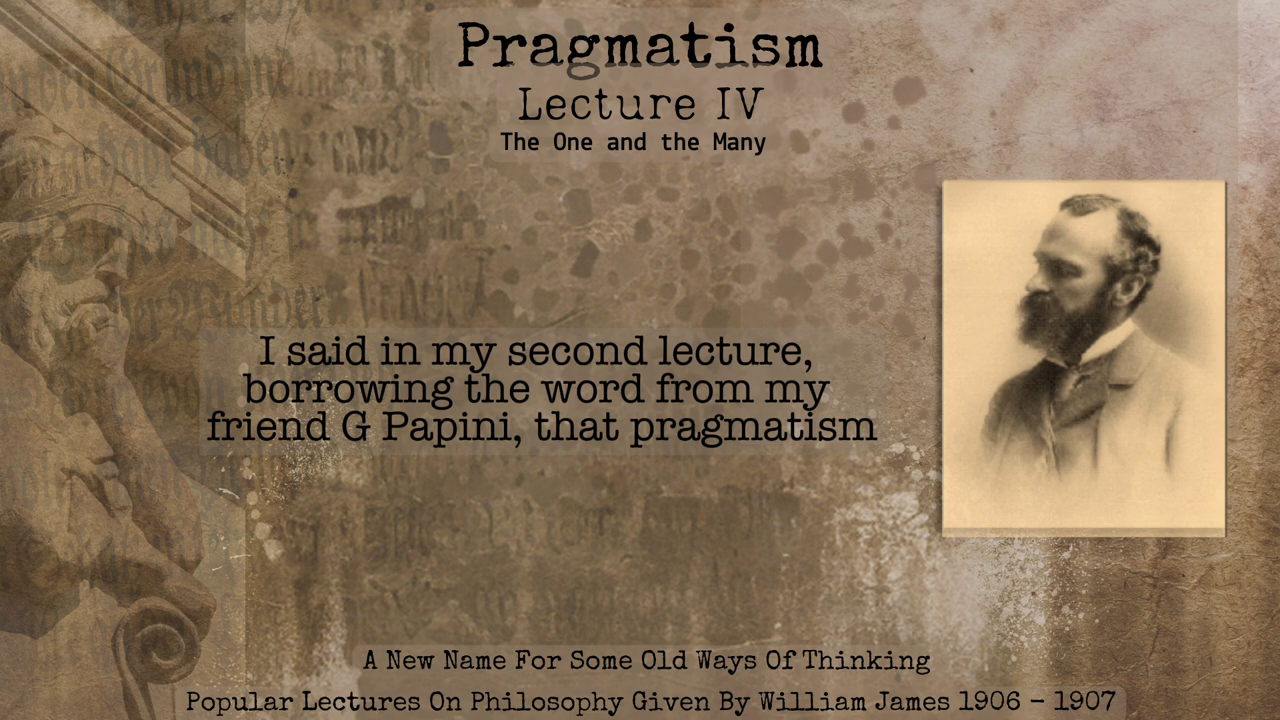 Pragmatism
Lecture IV
The One and the Many
I said in my second lecture,
borrowing the word from my
friend G Papini, that pragmatism
A New Name For Some Old Ways Of Thinking
Popular Lectures On Philosophy Given By William James 1906 - 1907